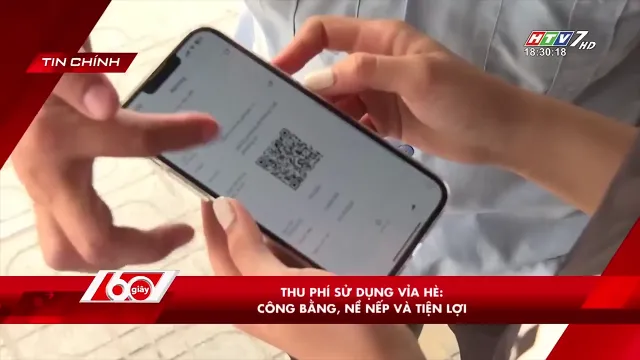 TIN CHÍNH
HTV7 HD
18:30:18
60 giây
THU PHÍ SỬ DỤNG VỈA HÈ:
CÔNG BẰNG, NỀ NẾP VÀ TIỆN LỢI